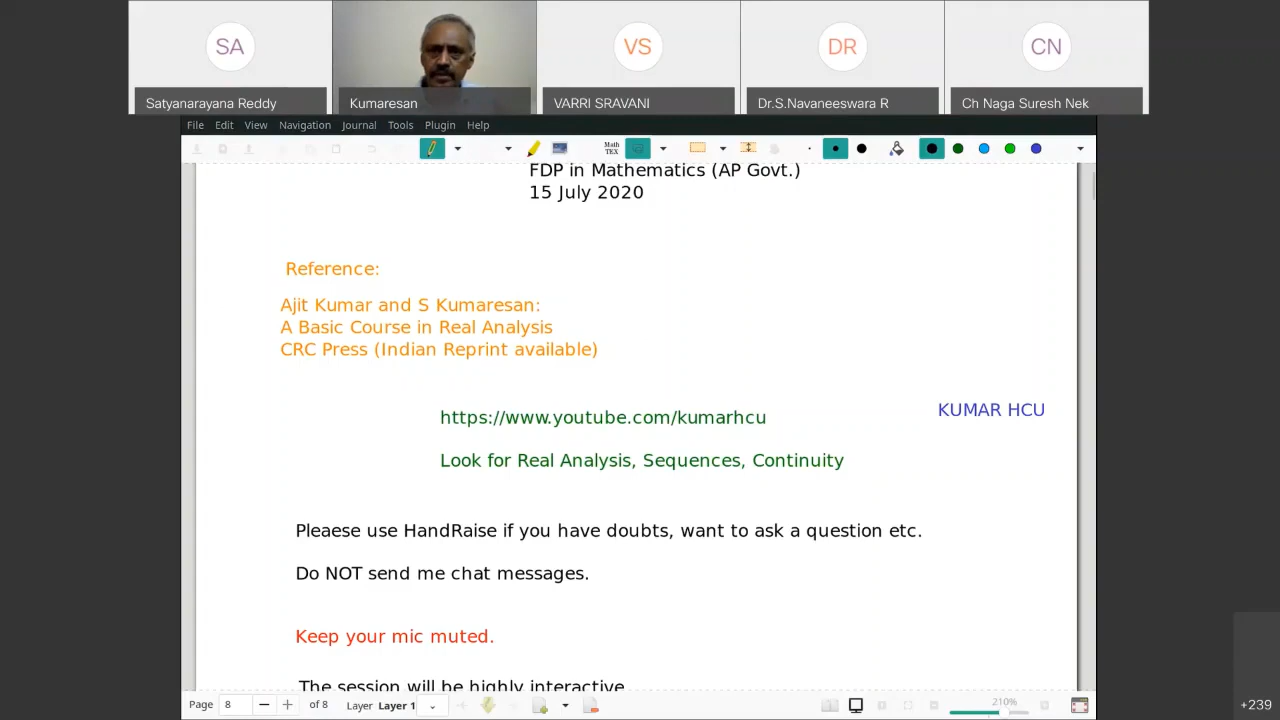 SA
VS
DR
CN
Satyanarayana Reddy
Kumaresan
VARRI SRAVANI
Dr.S.Navaneeswara R
Ch Naga Suresh Nek
File Edit View Navigation Journal Tools Plugin Help
Math TEX
FDP in Mathematics (AP Govt.)
15 July 2020
Reference:
Ajit Kumar and S Kumaresan:
A Basic Course in Real Analysis
CRC Press (Indian Reprint available)
https://www.youtube.com/kumarhcu
KUMAR HCU
Look for Real Analysis, Sequences, Continuity
Pleaese use HandRaise if you have doubts, want to ask a question etc.
Do NOT send me chat messages.
Keep your mic muted.
The session will be highly interactive
Page 8 of 8 Layer Layer 1 210%
+239